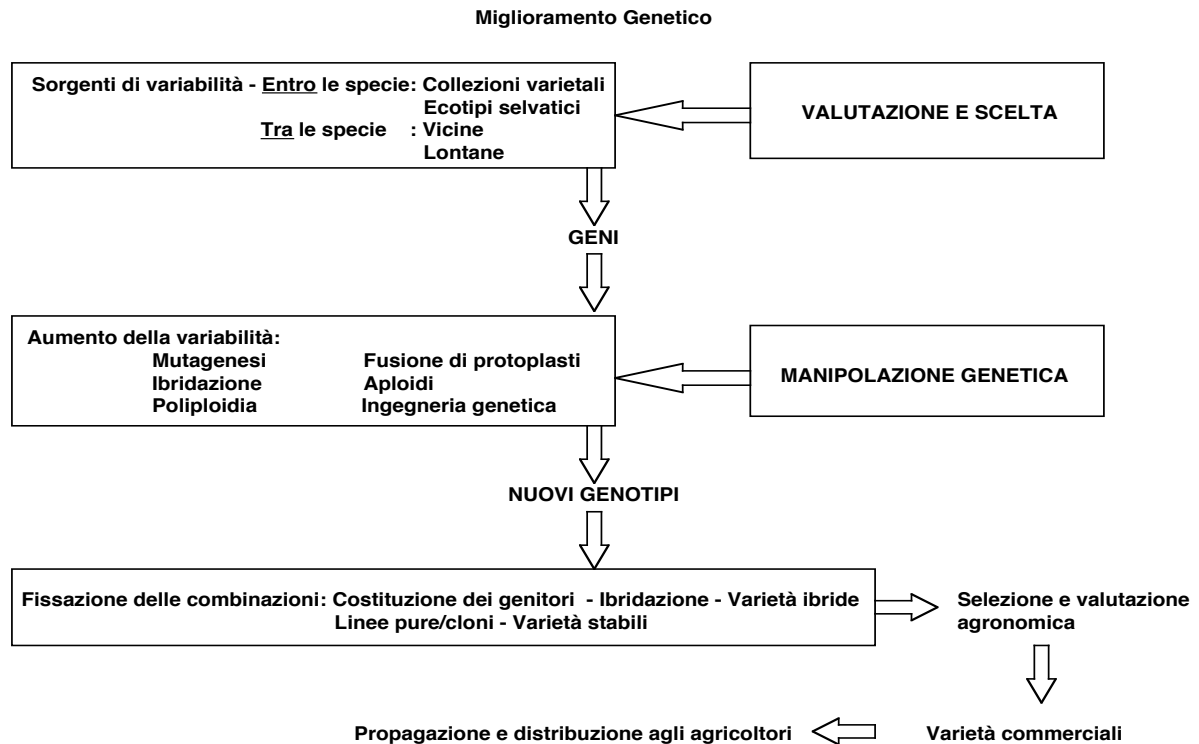 Miglioramento Genetico
Sorgenti di variabilità - Entro le specie: Collezioni varietali
Ecotipi selvatici
Tra le specie : Vicine
Lontane
VALUTAZIONE E SCELTA
GENI
Aumento della variabilità:
Mutagenesi Fusione di protoplasti
Ibridazione Aploidi
Poliploidia Ingegneria genetica
MANIPOLAZIONE GENETICA
NUOVI GENOTIPI
Fissazione delle combinazioni: Costituzione dei genitori - Ibridazione - Varietà ibride
Linee pure/cloni - Varietà stabili
Selezione e valutazione
agronomica
Propagazione e distribuzione agli agricoltori
Varietà commerciali